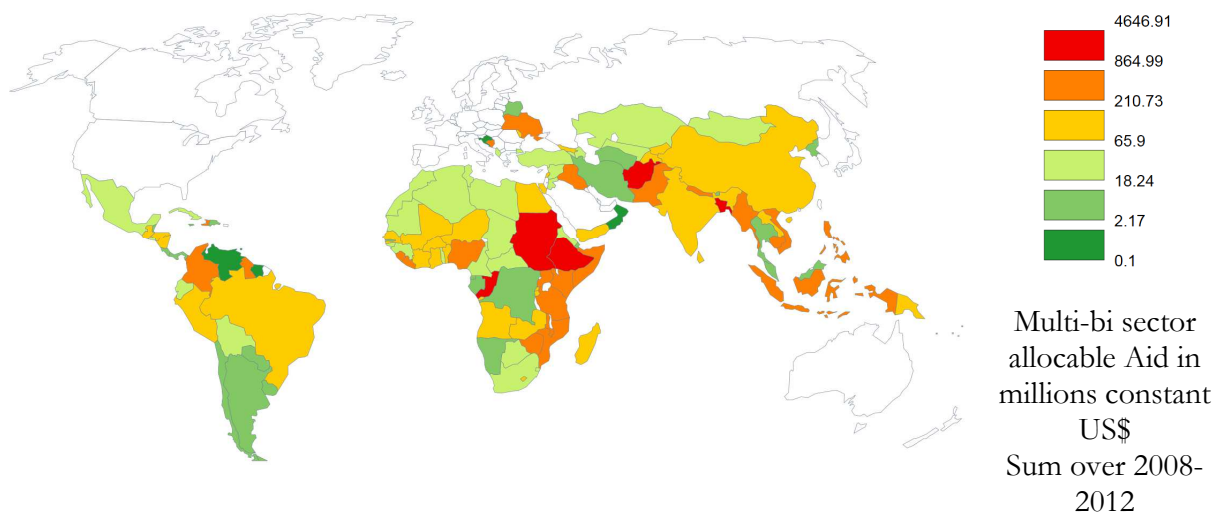 4646.91
864.99
210.73
65.9
18.24
2.17
0.1
Multi-bi sector
allocable Aid in
millions constant
US$
Sum over 2008-
2012